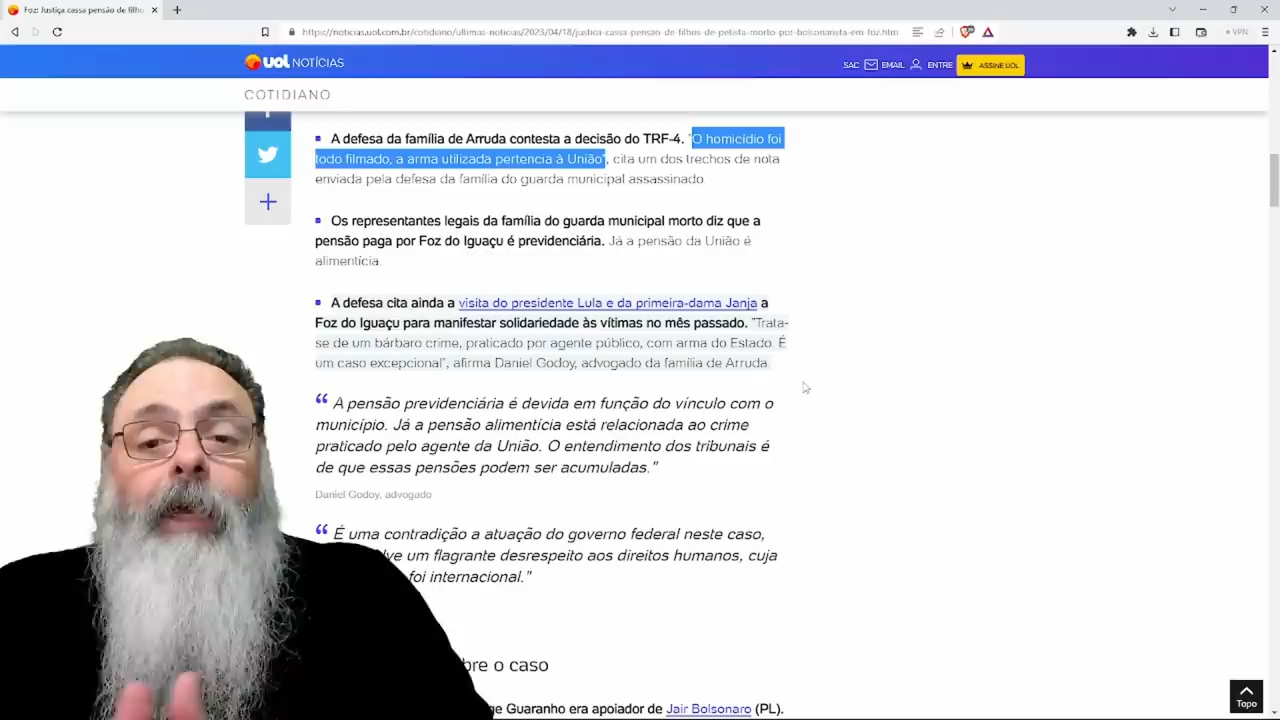 Foz: Justiça cassa pensão de filho
https://noticias.uol.com.br/cotidiano/ultimas-noticias/2023/04/18/justica-cassa-pensao-de-filhos-de-petista-morto-por-bolsonarista-em-foz.htm
VPN
UOL NOTÍCIAS
SAC EMAIL ENTRE ASSINE UOL
COTIDIANO
A defesa da família de Arruda contesta a decisão do TRF-4. "O homicídio foi
todo filmado, a arma utilizada pertencia à União", cita um dos trechos de nota
enviada pela defesa da família do guarda municipal assassinado.
Os representantes legais da família do guarda municipal morto diz que a
pensão paga por Foz do Iguaçu é previdenciária. Já a pensão da União é
alimentícia.
A defesa cita ainda a visita do presidente Lula e da primeira-dama Janja a
Foz do Iguaçu para manifestar solidariedade às vítimas no mês passado. "Trata-
se de um bárbaro crime, praticado por agente público, com arma do Estado. É
um caso excepcional", afirma Daniel Godoy, advogado da família de Arruda.
“ A pensão previdenciária é devida em função do vínculo com o
município. Já a pensão alimentícia está relacionada ao crime
praticado pelo agente da União. O entendimento dos tribunais é
de que essas pensões podem ser acumuladas."
Daniel Godoy, advogado
“ É uma contradição a atuação do governo federal neste caso,
lve um flagrante desrespeito aos direitos humanos, cuja
foi internacional."
bre o caso
ge Guaranho era apoiador de Jair Bolsonaro (PL).
Topo